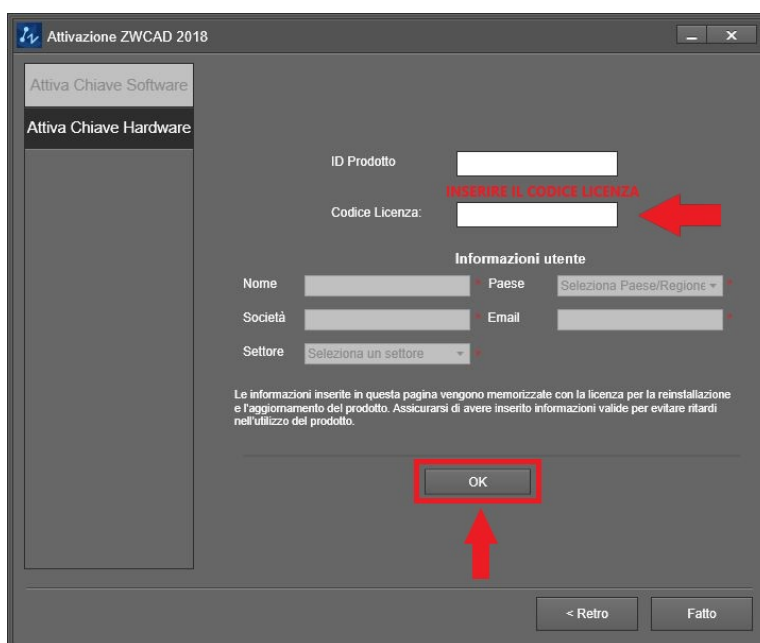 Attivazione ZWCAD 2018
Attiva Chiave Software
Attiva Chiave Hardware
ID Prodotto
INSERIRE IL CODICE LICENZA
Codice Licenza:
Informazioni utente
Nome * Paese Seleziona Paese/Regione *
Società * Email *
Settore Seleziona un settore *
Le informazioni inserite in questa pagina vengono memorizzate con la licenza per la reinstallazione
e l'aggiornamento del prodotto. Assicurarsi di avere inserito informazioni valide per evitare ritardi
nell'utilizzo del prodotto.
OK
< Retro Fatto